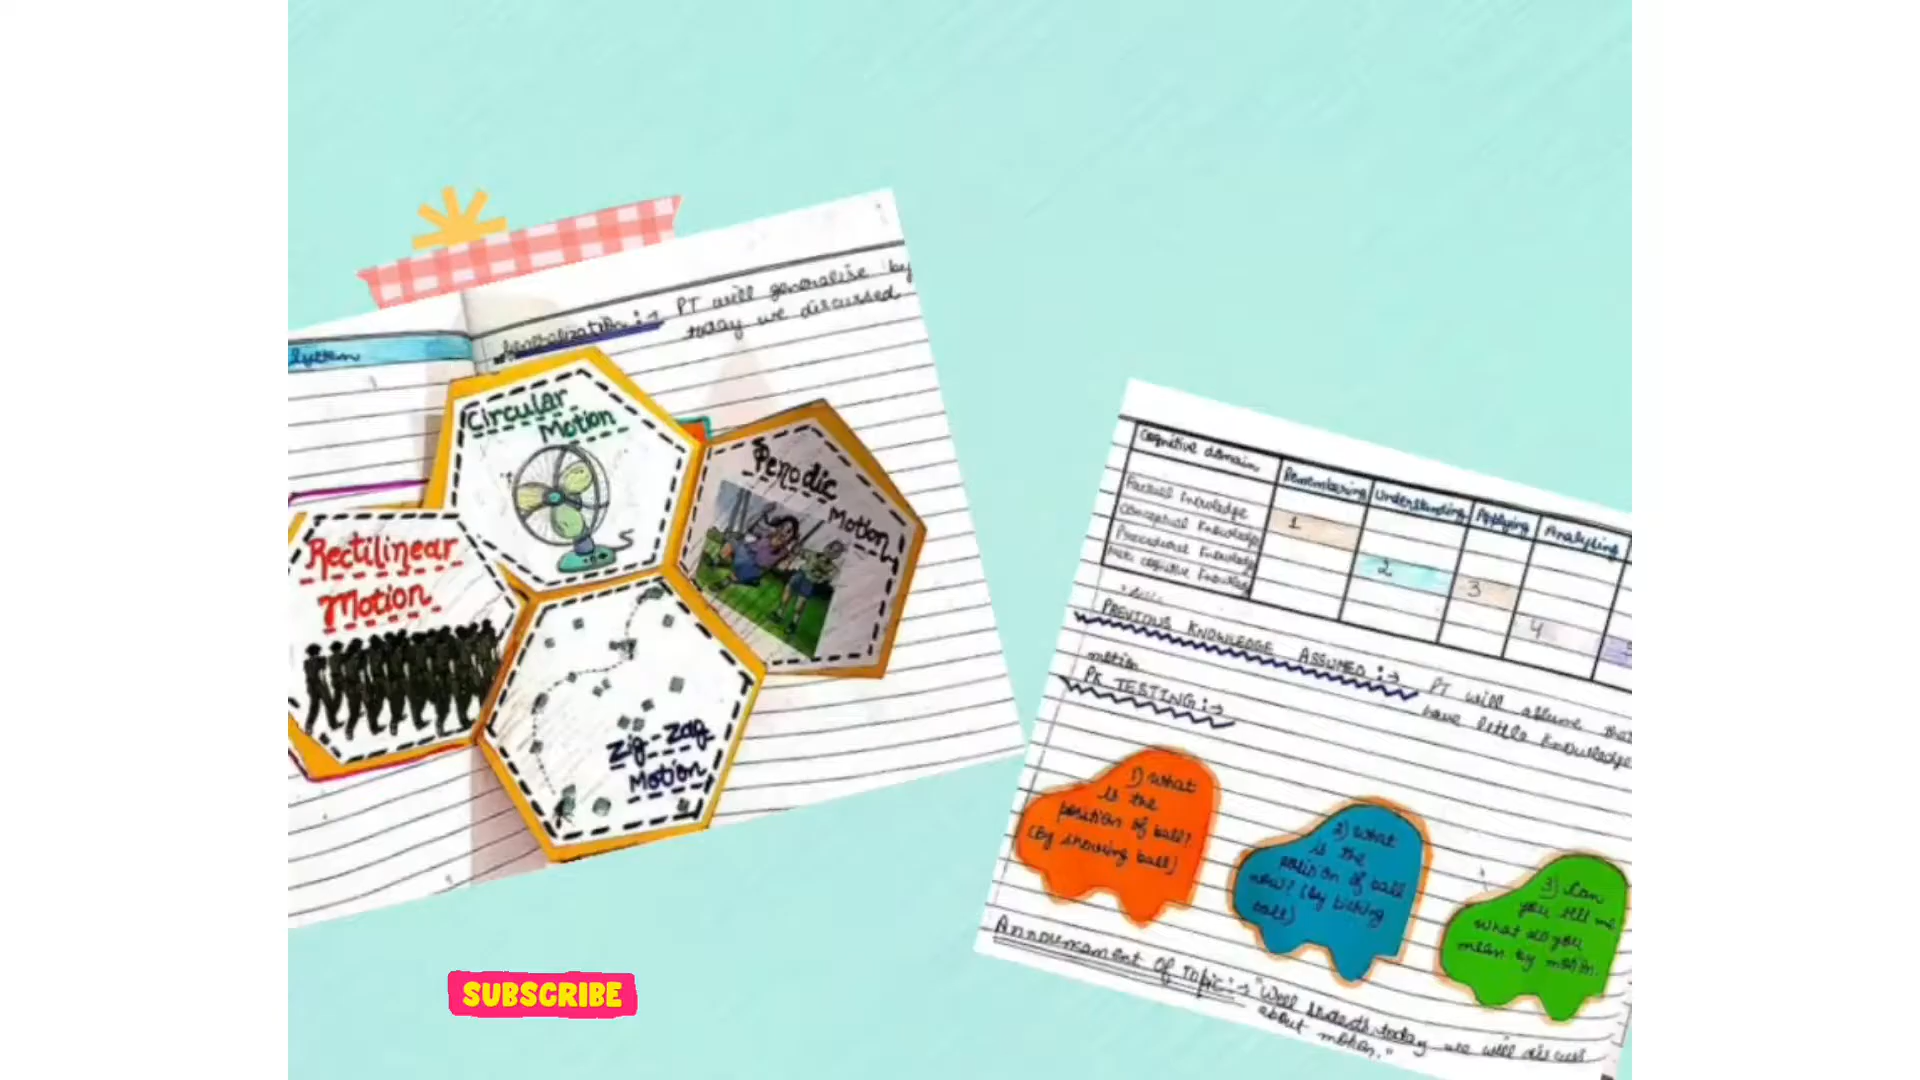 Generalization :→ PT will generalise by
today we discussed
Circular
Motion
Periodic
Motion
Rectilinear
Motion
Zig-Zag
Motion
SUBSCRIBE
Cognitive domain
Remembering
Understanding
Applying
Analysing
Factual knowledge
1
Conceptual Knowledge
2
Procedural Knowledge
3
Meta cognitive Knowledge
4
PREVIOUS KNOWLEDGE ASSUMED :→ PT will assume that
have little knowledge
motion
PK TESTING :→
1) What
is the
position of ball?
(By showing ball)
2) What
is the
position of ball
now? (By kicking
ball)
3) Can
you tell me
what do you
mean by motion.
Announcement Of Topic :→ "Well students today we will discuss
about motion."